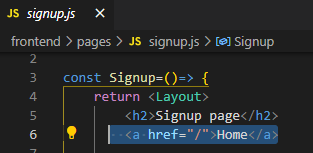 JS signup.js ×
frontend > pages > JS signup.js > Signup
2
3 const Signup=()=> {
4 return <Layout>
5 <h2>Signup page</h2>
6 <a href="/">Home</a>